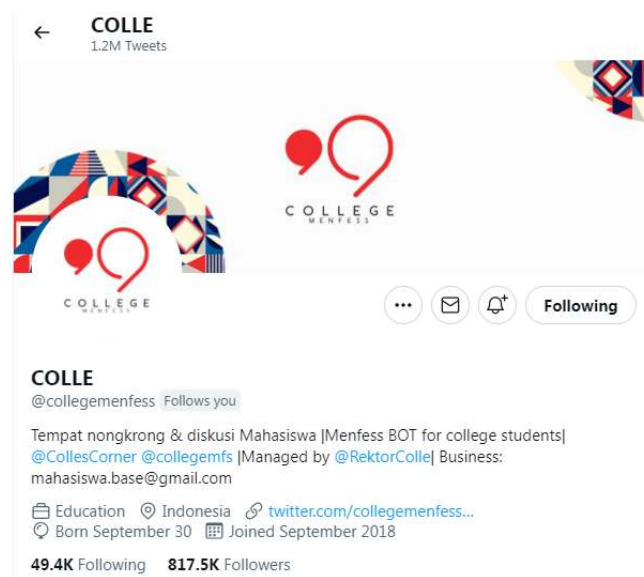 COLLE
1.2M Tweets
COLLEGE
MENFESS
COLLEGE
MENFESS
Following
COLLE
@collegemenfess Follows you
Tempat nongkrong & diskusi Mahasiswa |Menfess BOT for college students|
@CollesCorner @collegemfs |Managed by @RektorColle| Business:
mahasiswa.base@gmail.com
Education Indonesia twitter.com/collegemenfess...
Born September 30 Joined September 2018
49.4K Following 817.5K Followers